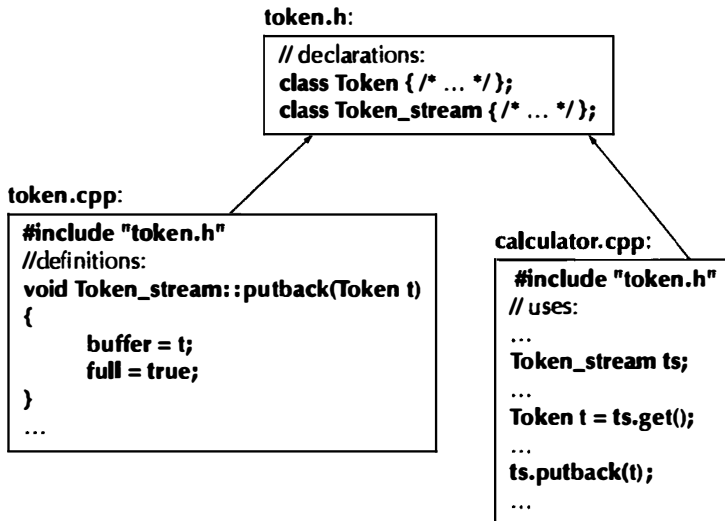 token.h:
// declarations:
class Token { /* ... */ };
class Token_stream { /* ... */ };
token.cpp:
#include "token.h"
//definitions:
void Token_stream::putback(Token t)
{
buffer = t;
full = true;
}
...
calculator.cpp:
#include "token.h"
// uses:
...
Token_stream ts;
...
Token t = ts.get();
...
ts.putback(t);
...